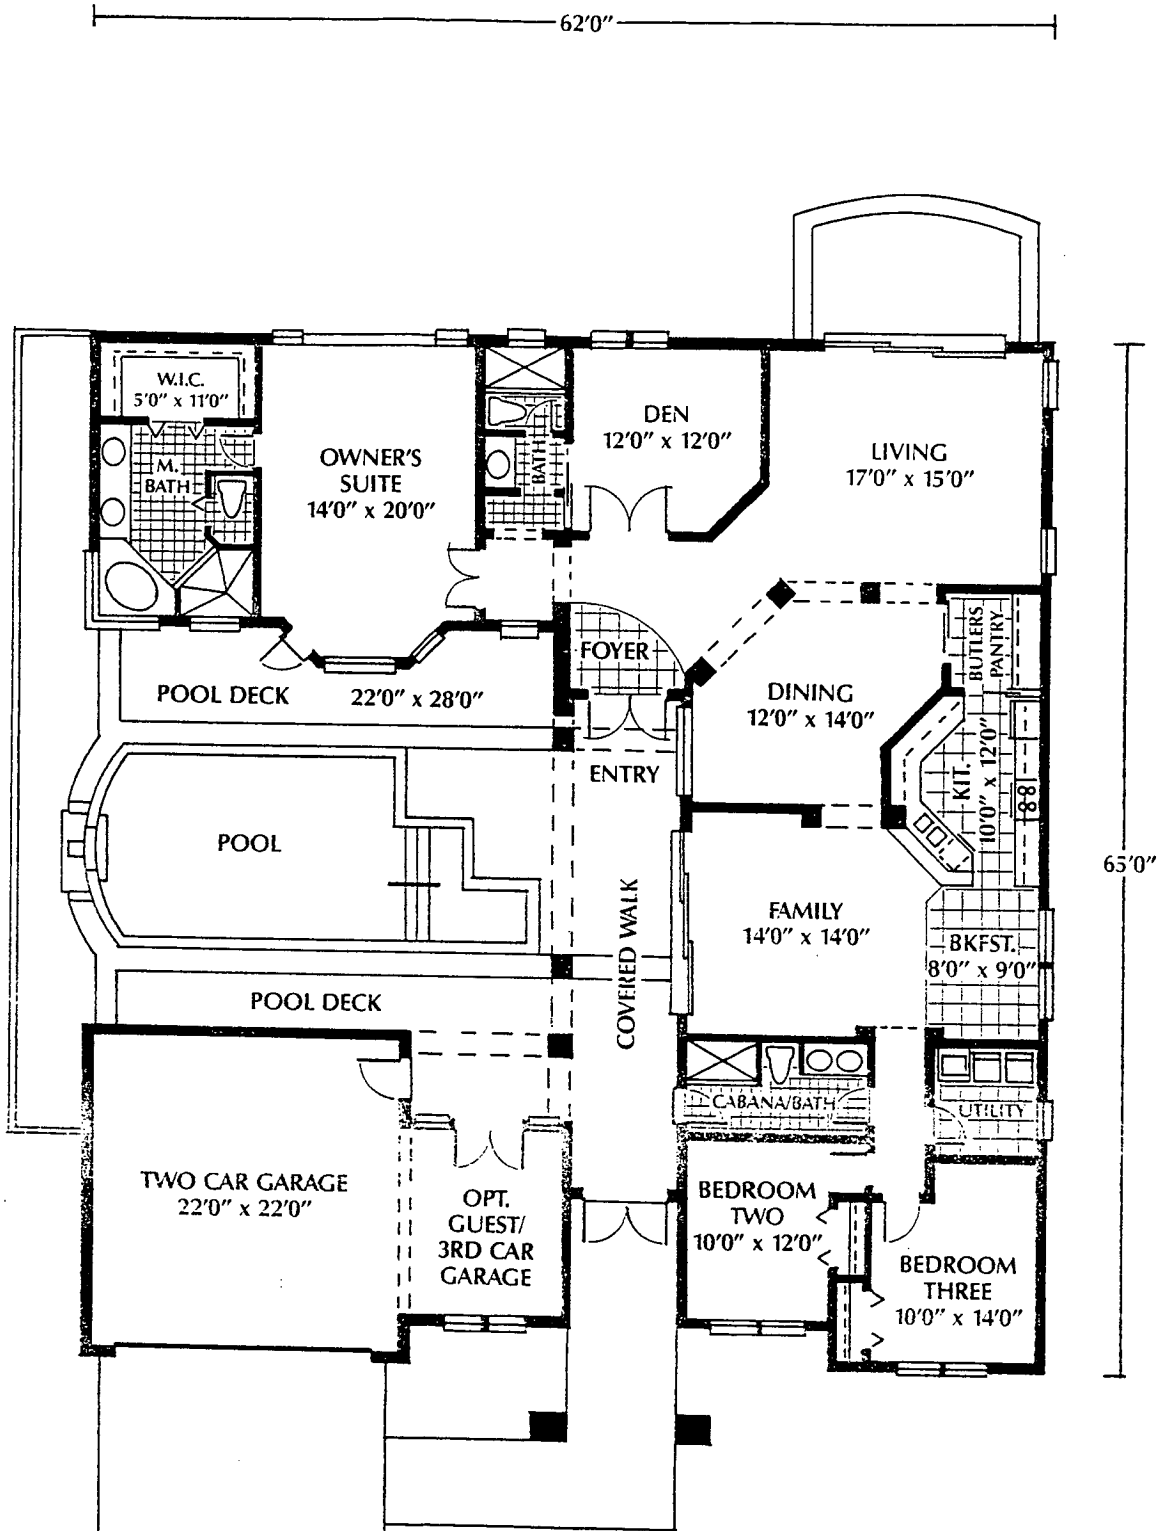 62'0"
W.I.C.
5'0" x 11'0"
M.
BATH
OWNER'S
SUITE
14'0" x 20'0"
BATH
DEN
12'0" x 12'0"
LIVING
17'0" x 15'0"
FOYER
BUTLERS
PANTRY
POOL DECK 22'0" x 28'0"
DINING
12'0" x 14'0"
KIT.
10'0" x 12'0"
ENTRY
POOL
65'0"
COVERED WALK
FAMILY
14'0" x 14'0"
BKFST.
8'0" x 9'0"
POOL DECK
CABANA/BATH
UTILITY
TWO CAR GARAGE
22'0" x 22'0"
OPT.
GUEST/
3RD CAR
GARAGE
BEDROOM
TWO
10'0" x 12'0"
BEDROOM
THREE
10'0" x 14'0"